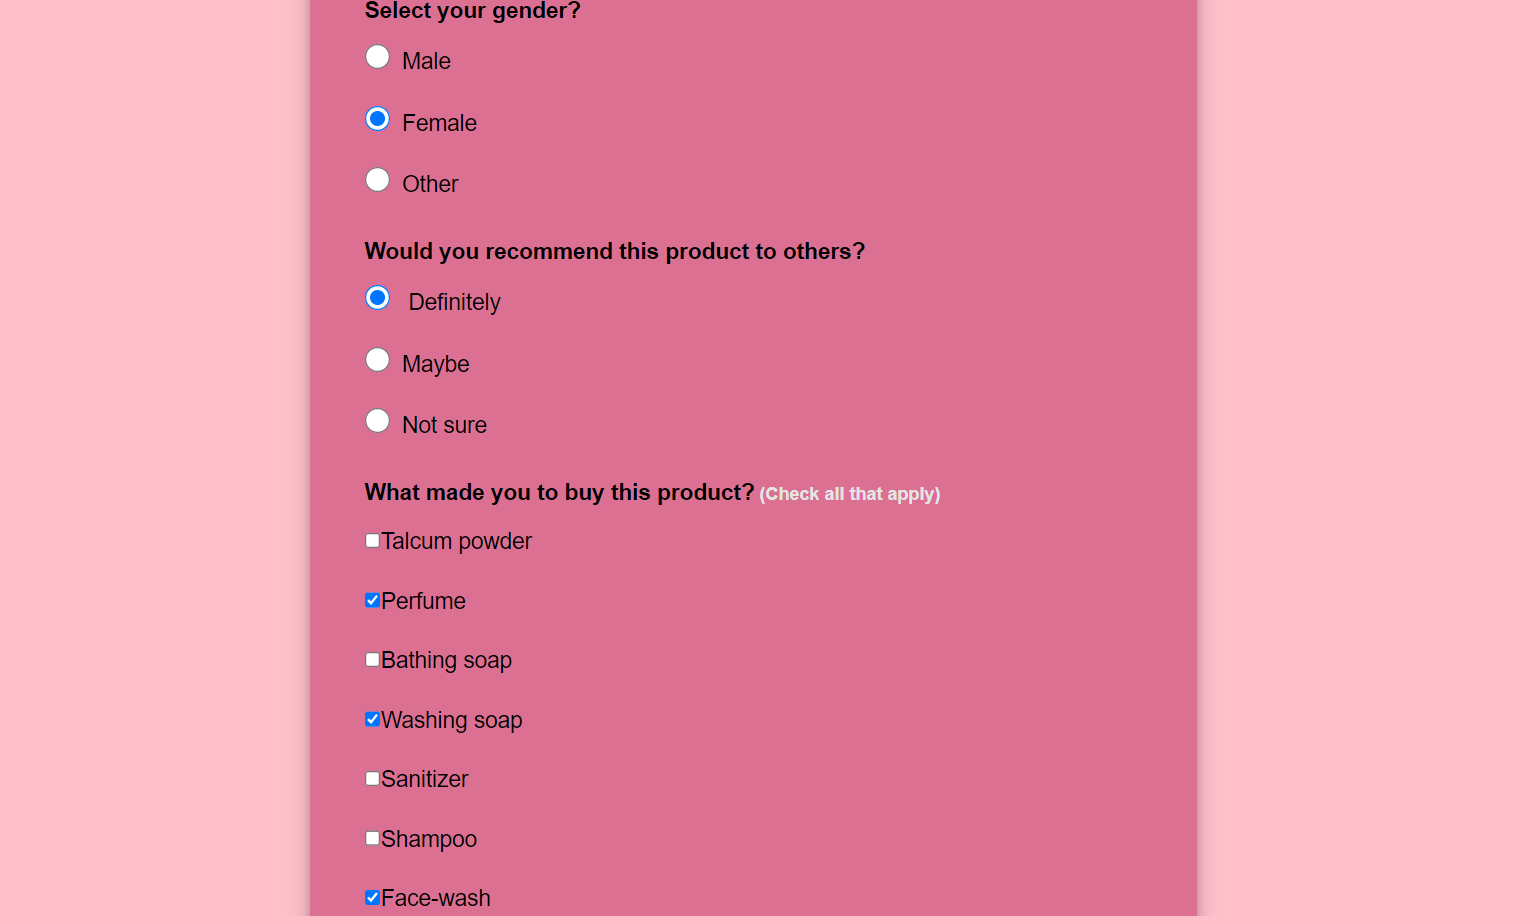 Select your gender?
Male
Female
Other
Would you recommend this product to others?
Definitely
Maybe
Not sure
What made you to buy this product? (Check all that apply)
Talcum powder
Perfume
Bathing soap
Washing soap
Sanitizer
Shampoo
Face-wash